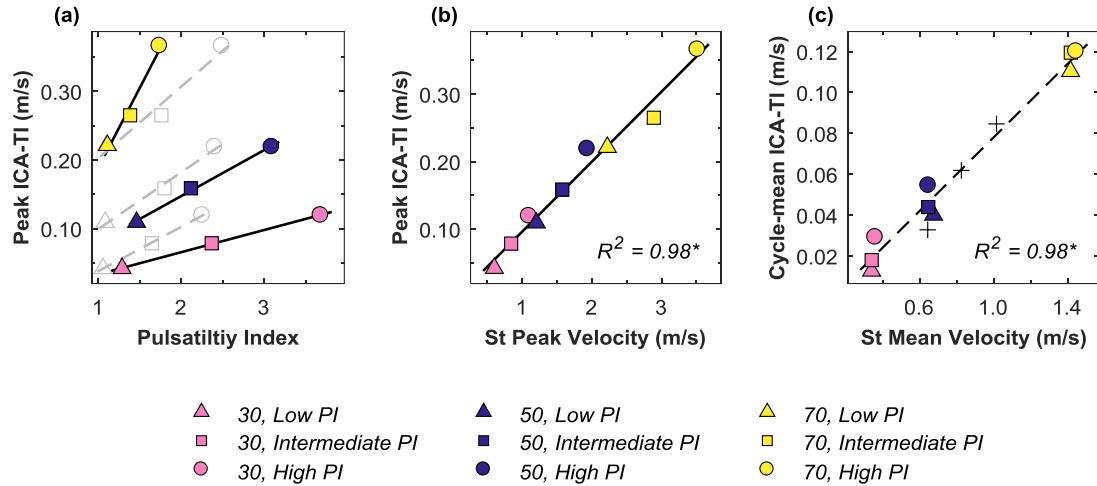 (a)
(b)
(c)
Peak ICA-TI (m/s)
0.30
0.20
0.10
1
2
3
Pulsatiltiy Index
Peak ICA-TI (m/s)
0.30
0.20
0.10
R² = 0.98*
1
2
3
St Peak Velocity (m/s)
Cycle-mean ICA-TI (m/s)
0.12
0.10
0.08
0.06
0.04
0.02
R² = 0.98*
0.6
1.0
1.4
St Mean Velocity (m/s)
30, Low PI
30, Intermediate PI
30, High PI
50, Low PI
50, Intermediate PI
50, High PI
70, Low PI
70, Intermediate PI
70, High PI